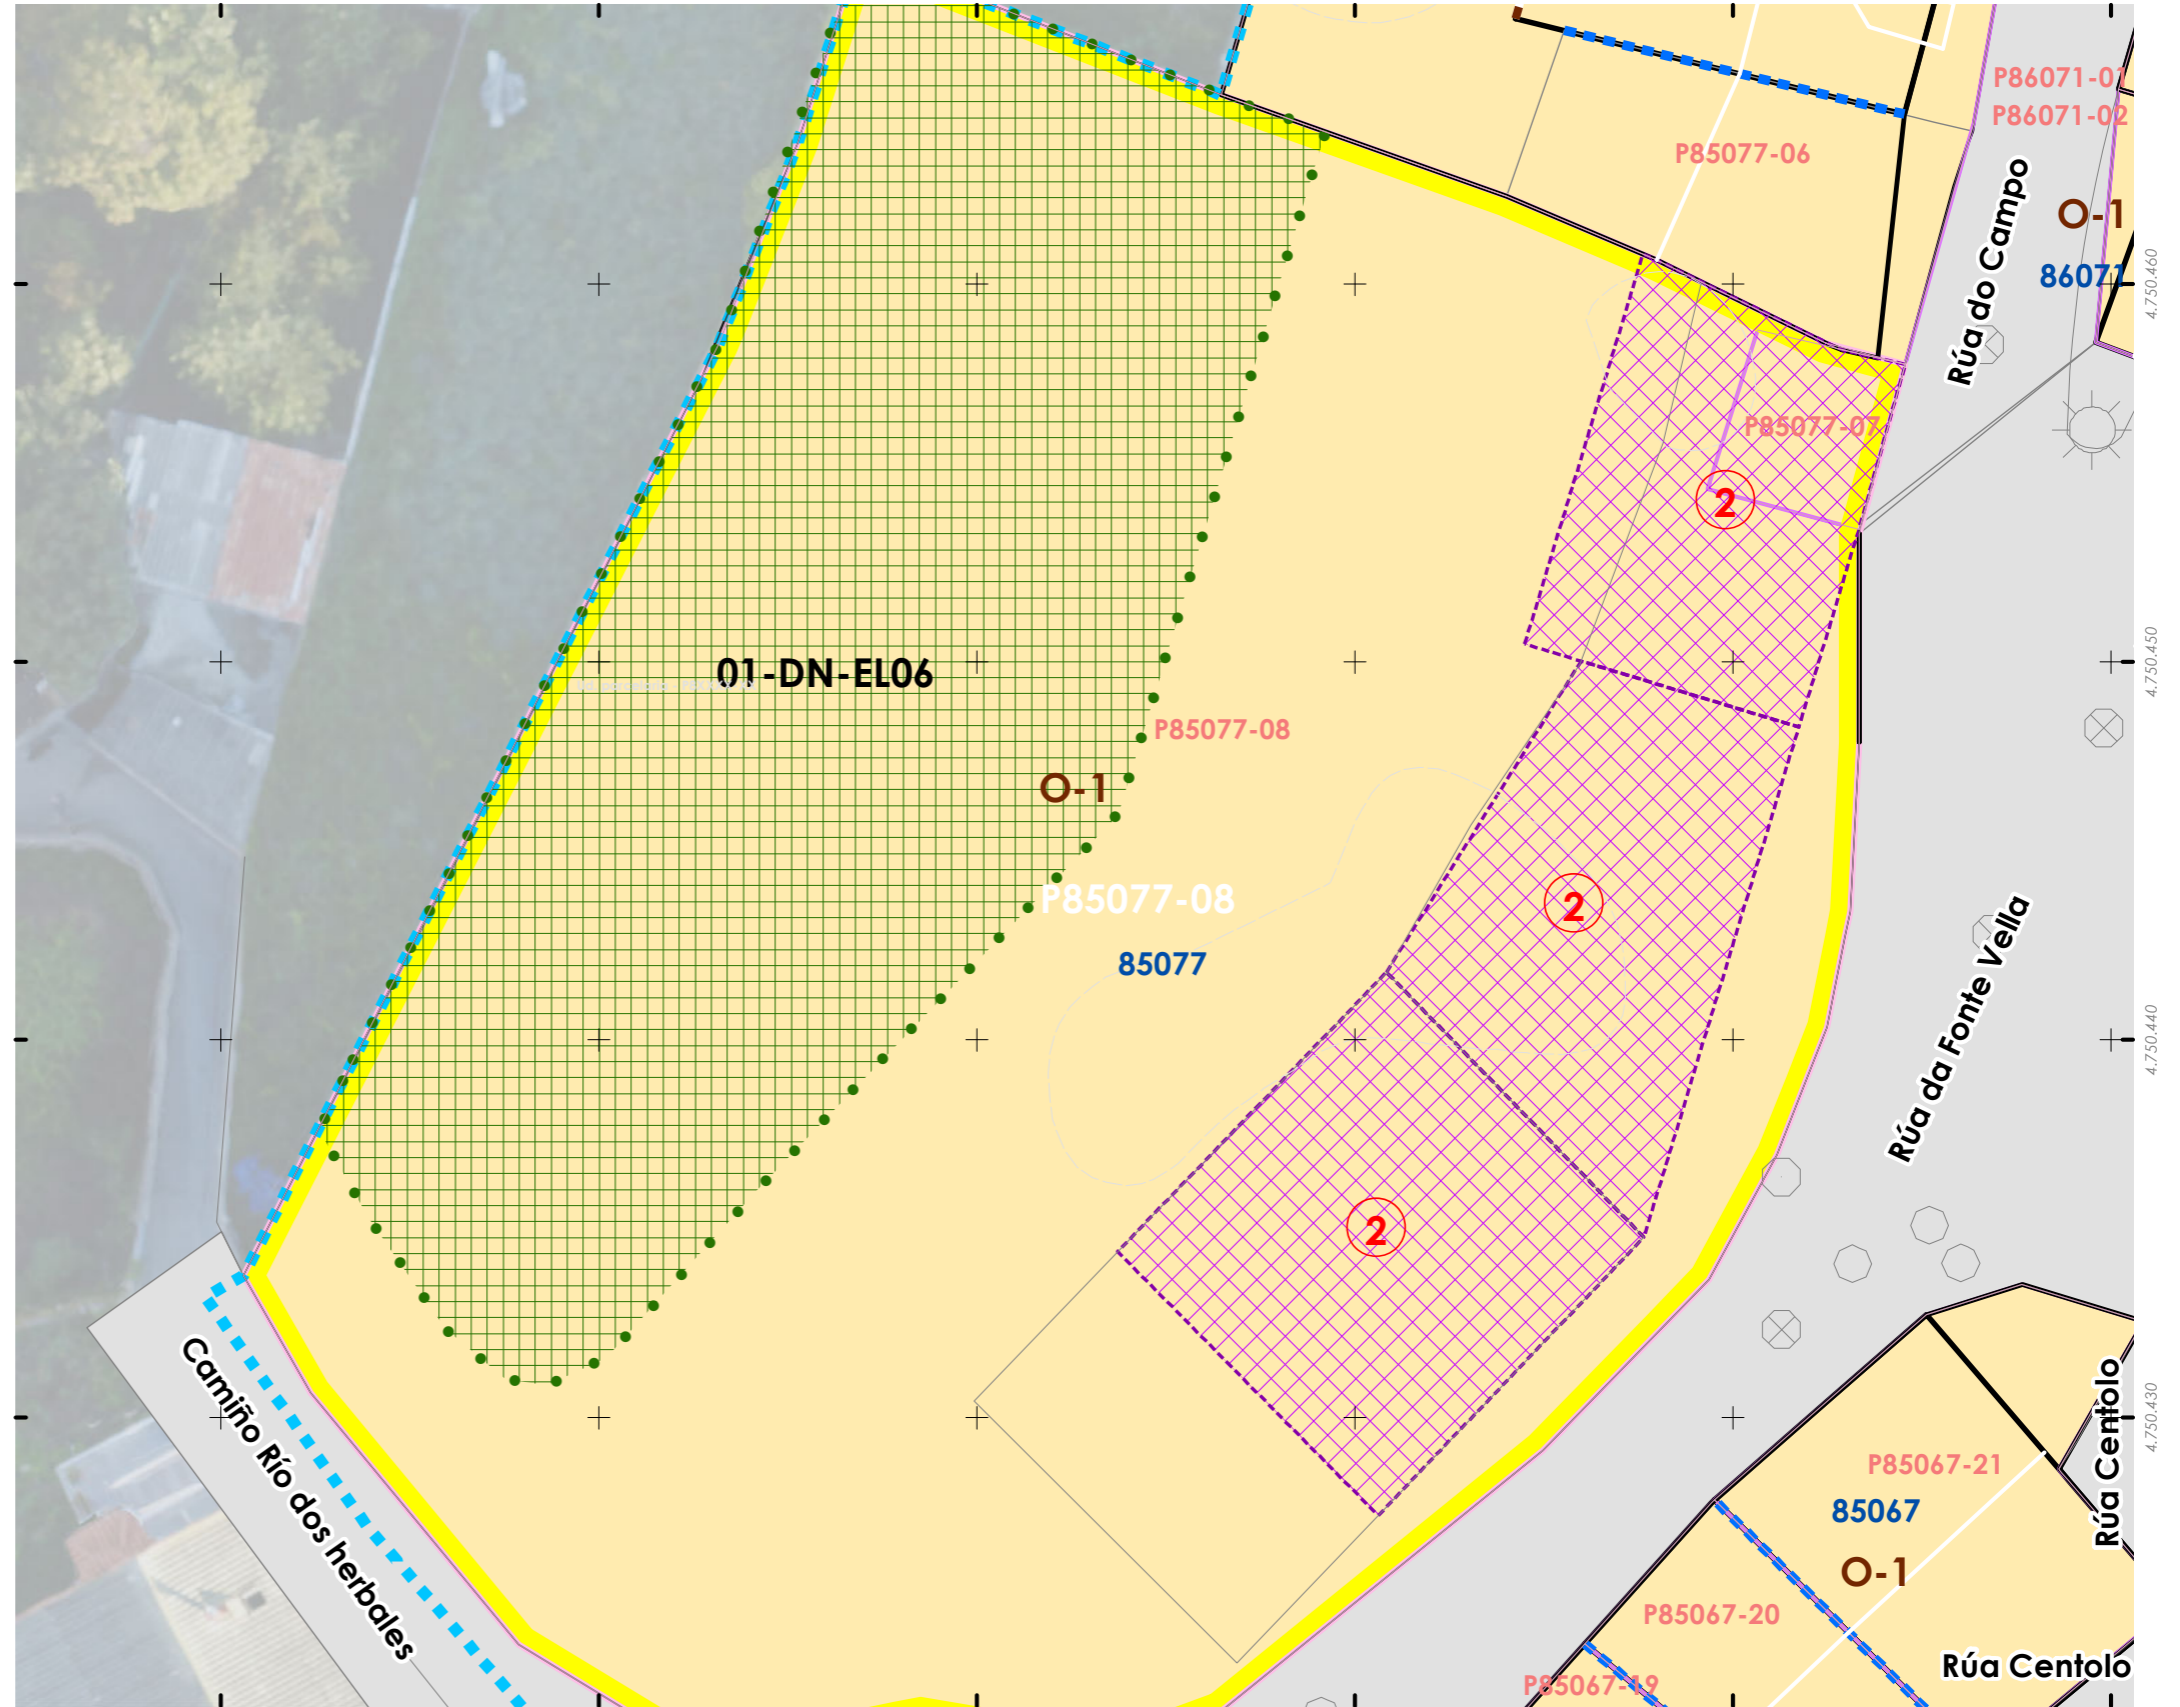 P86071-01
P86071-02
P85077-06
O-1
86071
4.750.460
Rúa do Campo
P85077-07
2
01-DN-EL06
4.750.450
P85077-08
O-1
P85077-08
2
85077
Rúa da Fonte Vella
4.750.440
2
Camiño Río dos herbales
4.750.430
Rúa Centolo
P85067-21
85067
O-1
P85067-20
Rúa Centolo
P85067-19